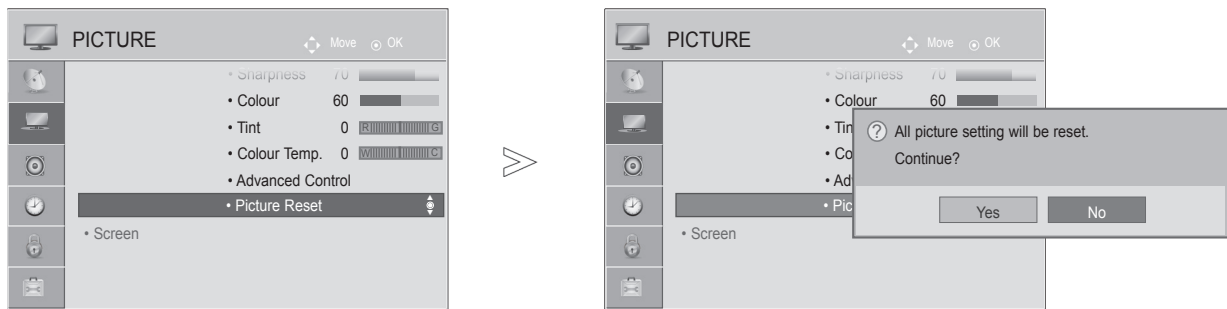 PICTURE
Move OK
• Sharpness 70
• Colour 60
• Tint 0 R G
• Colour Temp. 0 W C
• Advanced Control
• Picture Reset
• Screen
PICTURE
Move OK
• Sharpness 70
• Colour 60
• Tin
• Co
• Ad
• Pic
• Screen
? All picture setting will be reset.
Continue?
Yes No